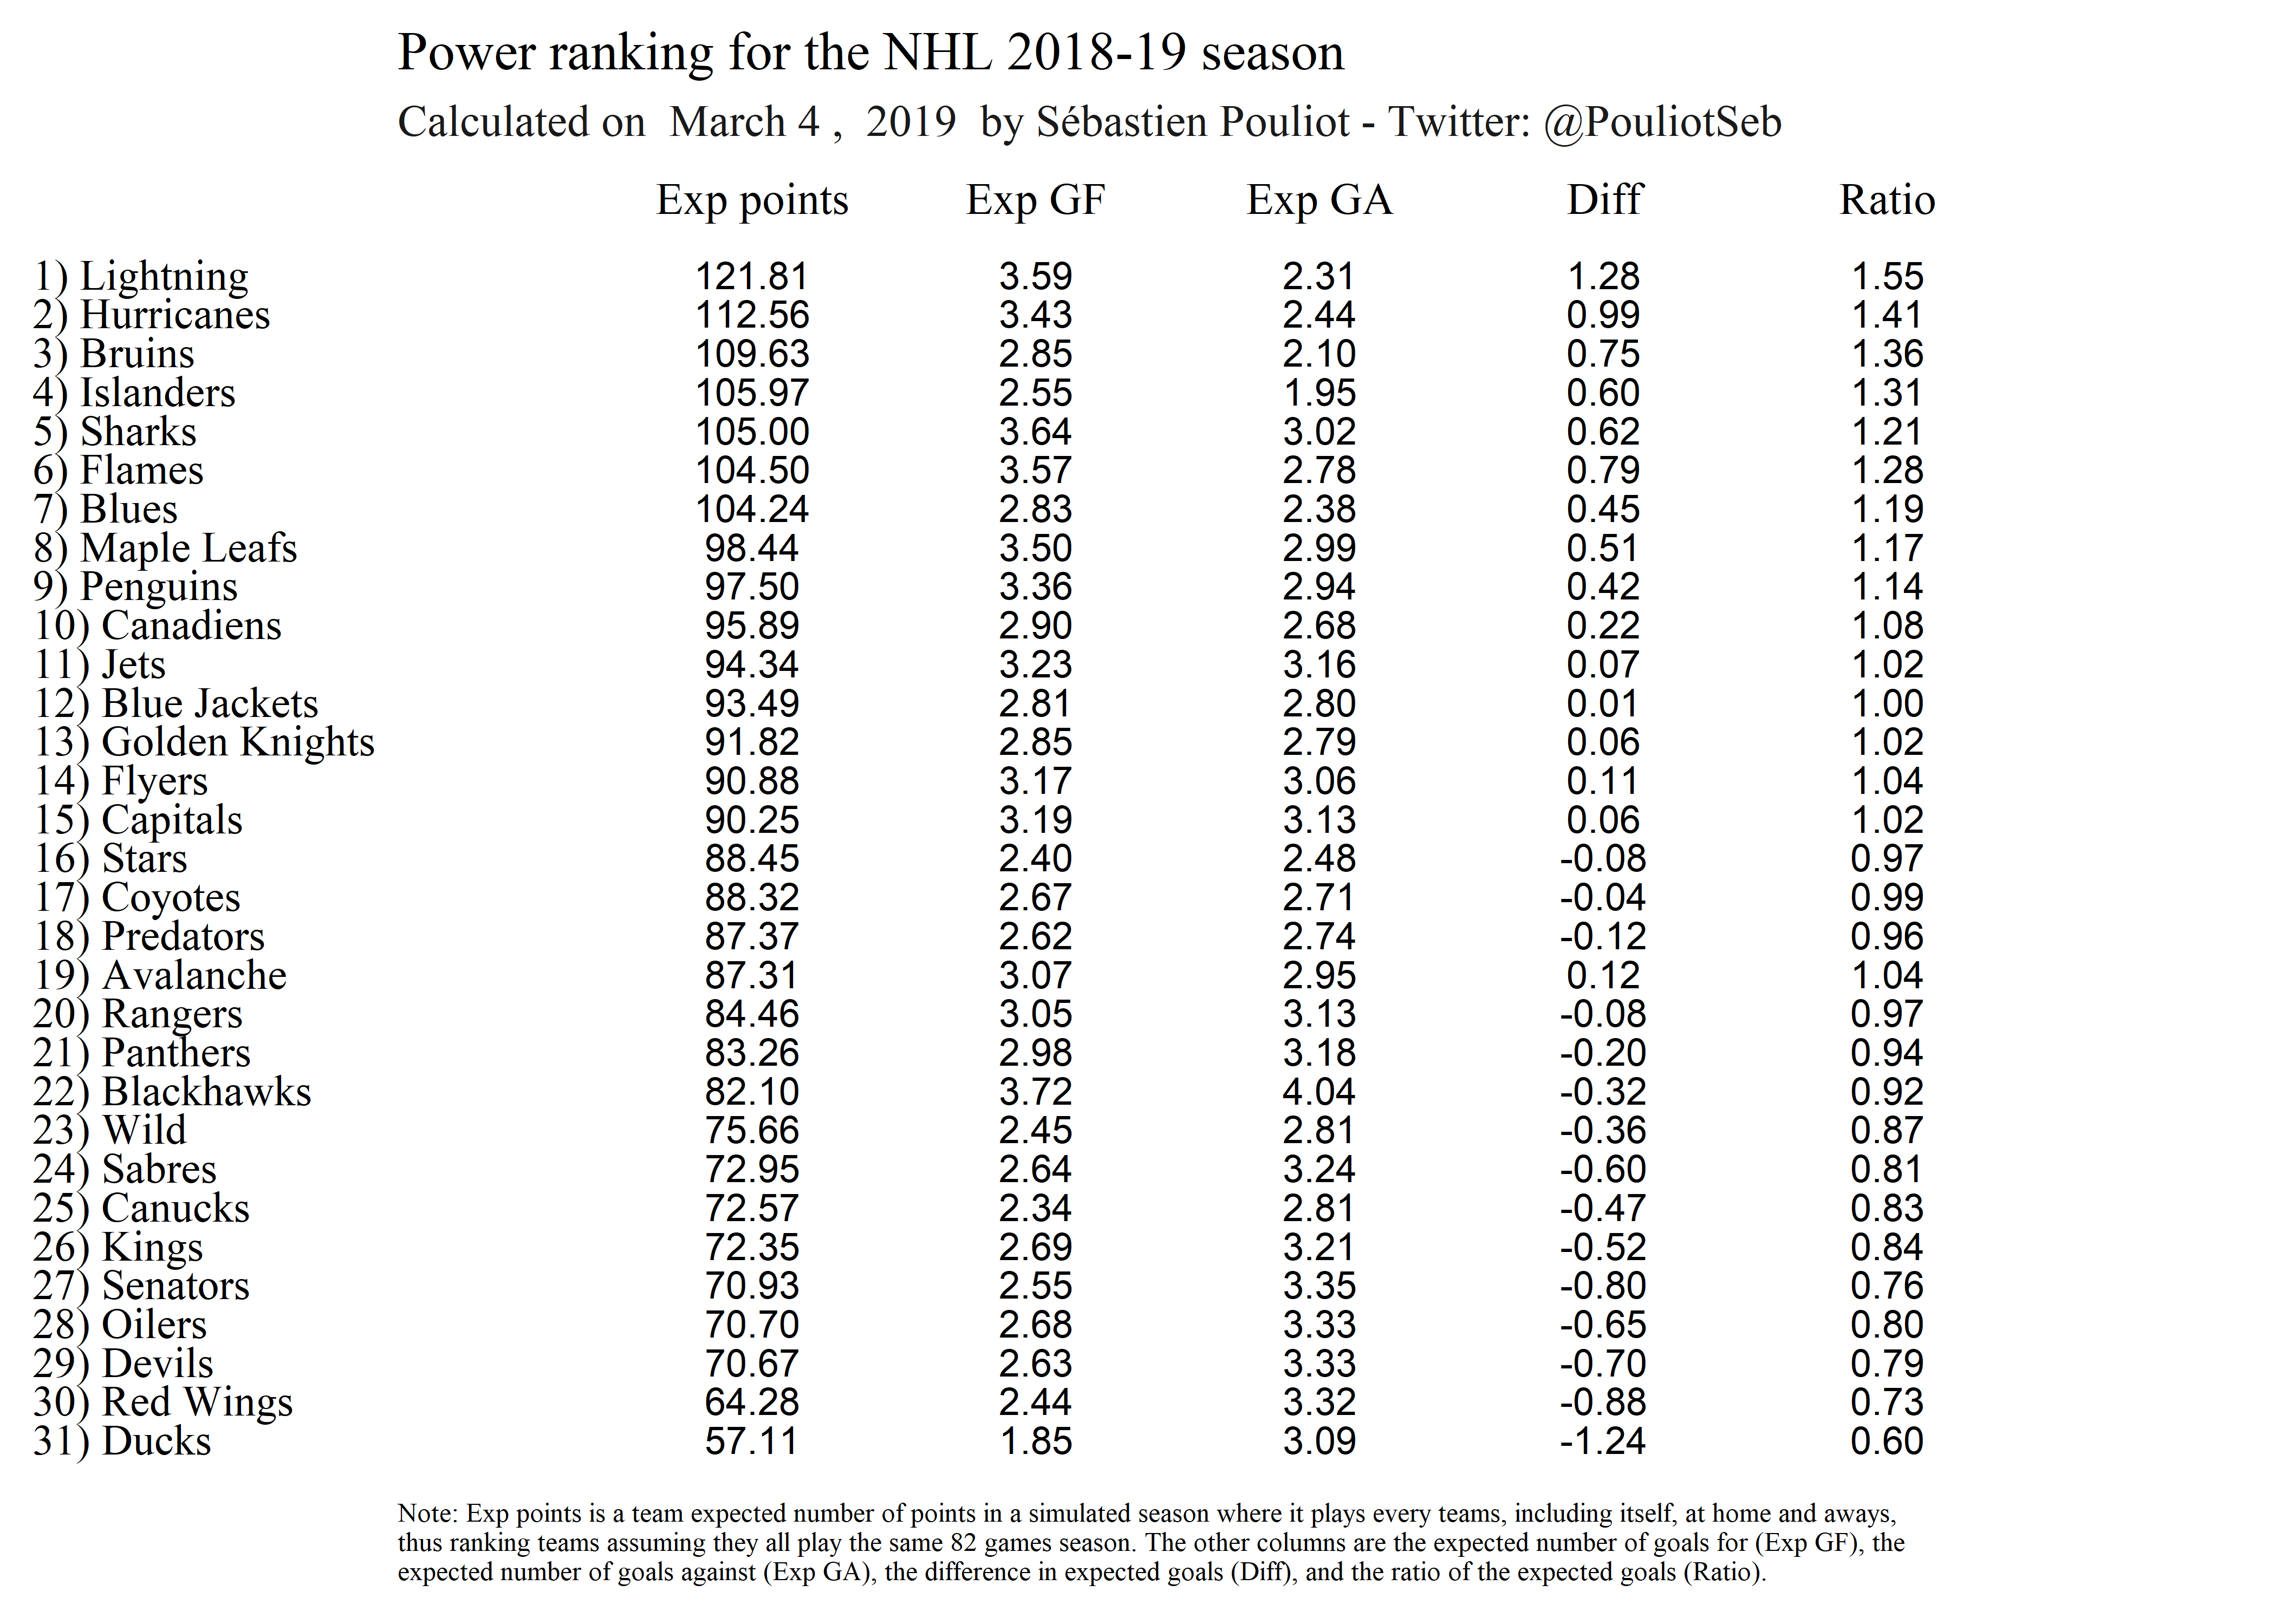 Power ranking for the NHL 2018-19 season
Calculated on March 4 , 2019 by Sébastien Pouliot - Twitter: @PouliotSeb
Exp points Exp GF Exp GA Diff Ratio
1) Lightning 121.81 3.59 2.31 1.28 1.55
2) Hurricanes 112.56 3.43 2.44 0.99 1.41
3) Bruins 109.63 2.85 2.10 0.75 1.36
4) Islanders 105.97 2.55 1.95 0.60 1.31
5) Sharks 105.00 3.64 3.02 0.62 1.21
6) Flames 104.50 3.57 2.78 0.79 1.28
7) Blues 104.24 2.83 2.38 0.45 1.19
8) Maple Leafs 98.44 3.50 2.99 0.51 1.17
9) Penguins 97.50 3.36 2.94 0.42 1.14
10) Canadiens 95.89 2.90 2.68 0.22 1.08
11) Jets 94.34 3.23 3.16 0.07 1.02
12) Blue Jackets 93.49 2.81 2.80 0.01 1.00
13) Golden Knights 91.82 2.85 2.79 0.06 1.02
14) Flyers 90.88 3.17 3.06 0.11 1.04
15) Capitals 90.25 3.19 3.13 0.06 1.02
16) Stars 88.45 2.40 2.48 -0.08 0.97
17) Coyotes 88.32 2.67 2.71 -0.04 0.99
18) Predators 87.37 2.62 2.74 -0.12 0.96
19) Avalanche 87.31 3.07 2.95 0.12 1.04
20) Rangers 84.46 3.05 3.13 -0.08 0.97
21) Panthers 83.26 2.98 3.18 -0.20 0.94
22) Blackhawks 82.10 3.72 4.04 -0.32 0.92
23) Wild 75.66 2.45 2.81 -0.36 0.87
24) Sabres 72.95 2.64 3.24 -0.60 0.81
25) Canucks 72.57 2.34 2.81 -0.47 0.83
26) Kings 72.35 2.69 3.21 -0.52 0.84
27) Senators 70.93 2.55 3.35 -0.80 0.76
28) Oilers 70.70 2.68 3.33 -0.65 0.80
29) Devils 70.67 2.63 3.33 -0.70 0.79
30) Red Wings 64.28 2.44 3.32 -0.88 0.73
31) Ducks 57.11 1.85 3.09 -1.24 0.60
Note: Exp points is a team expected number of points in a simulated season where it plays every teams, including itself, at home and aways,
thus ranking teams assuming they all play the same 82 games season. The other columns are the expected number of goals for (Exp GF), the
expected number of goals against (Exp GA), the difference in expected goals (Diff), and the ratio of the expected goals (Ratio).